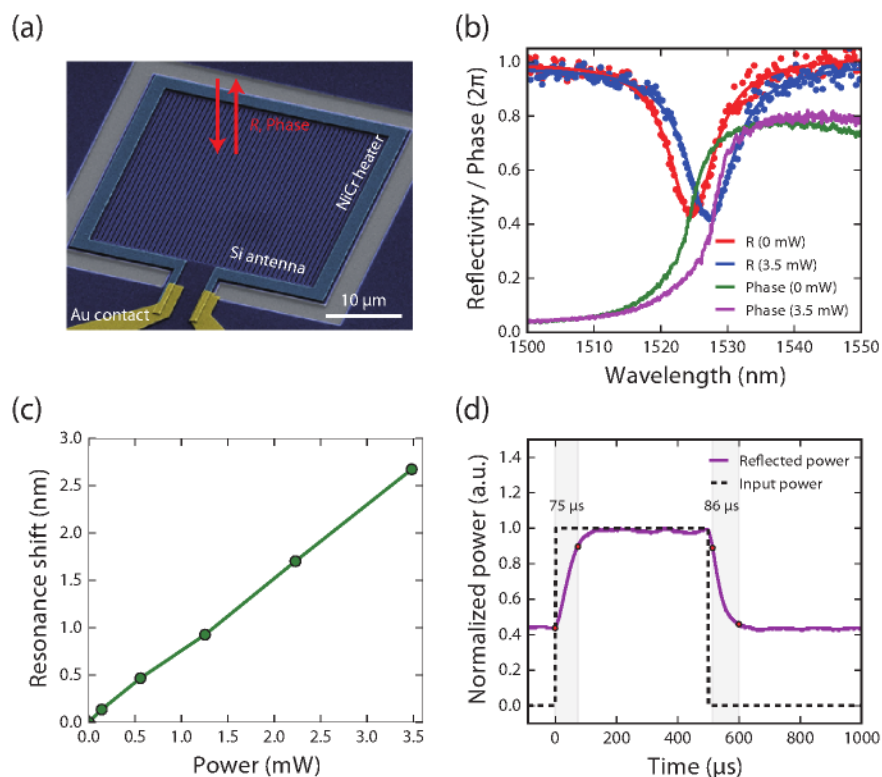 (a)
R, Phase
NiCr heater
Si antenna
Au contact
10 μm
(b)
Reflectivity / Phase (2π)
1.0
0.8
0.6
0.4
0.2
0.0
R (0 mW)
R (3.5 mW)
Phase (0 mW)
Phase (3.5 mW)
1500 1510 1520 1530 1540 1550
Wavelength (nm)
(c)
Resonance shift (nm)
3.0
2.5
2.0
1.5
1.0
0.5
0.0
0.0 0.5 1.0 1.5 2.0 2.5 3.0 3.5
Power (mW)
(d)
Normalized power (a.u.)
1.4
1.2
1.0
0.8
0.6
0.4
0.2
0.0
Reflected power
Input power
75 μs
86 μs
0 200 400 600 800 1000
Time (μs)